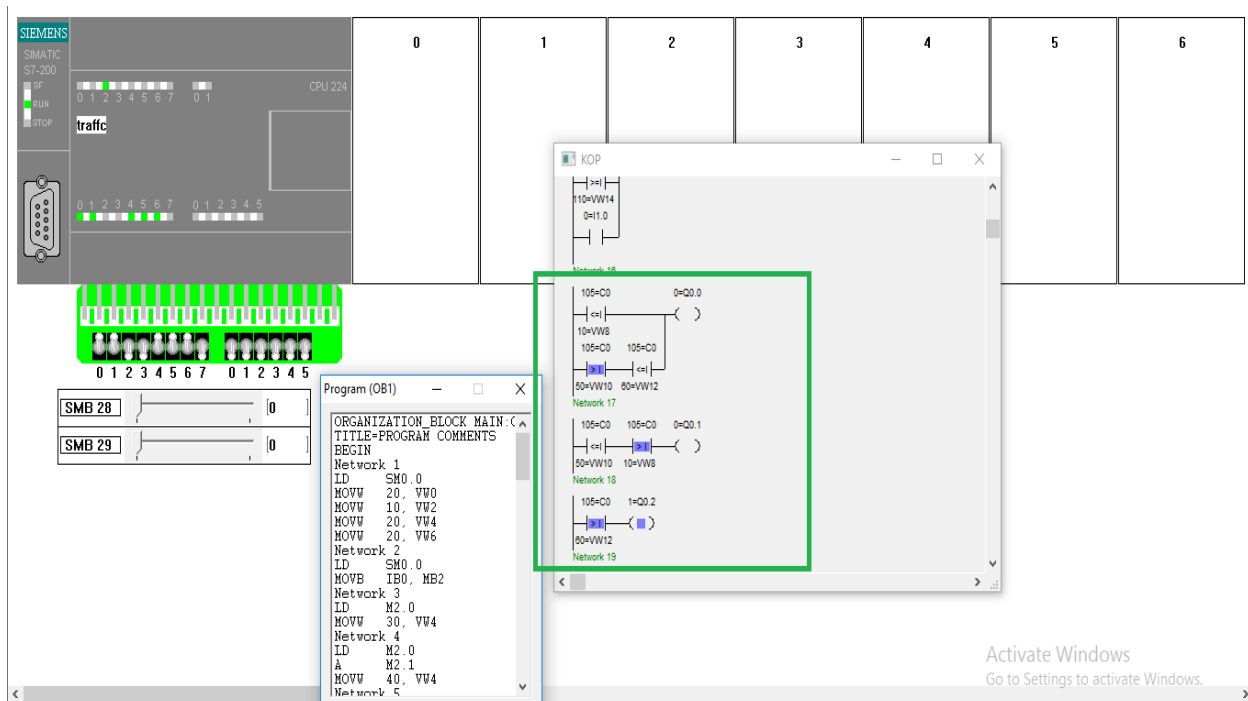 SIEMENS
SIMATIC
S7-200
SF
RUN
STOP
CPU 224
0 1 2 3 4 5 6 7 0 1
traffc
0 1 2 3 4 5 6 7 0 1 2 3 4 5
0 1 2 3 4 5 6
0 1 2 3 4 5 6 7 0 1 2 3 4 5
SMB 28 [0 ]
SMB 29 [0 ]
Program (OB1)
ORGANIZATION_BLOCK MAIN:O
TITLE=PROGRAM COMMENTS
BEGIN
Network 1
LD SM0.0
MOVW 20, VW0
MOVW 10, VW2
MOVW 20, VW4
MOVW 20, VW6
Network 2
LD SM0.0
MOVB IB0, MB2
Network 3
LD M2.0
MOVW 30, VW4
Network 4
LD M2.0
A M2.1
MOVW 40, VW4
Network 5
KOP
>=I
110=VW14
0=I1.0
Network 16
105=C0 0=Q0.0
<=I
10=VW8
105=C0 105=C0
>I <=I
50=VW10 60=VW12
Network 17
105=C0 105=C0 0=Q0.1
<=I >I
50=VW10 10=VW8
Network 18
105=C0 1=Q0.2
>I
60=VW12
Network 19
Activate Windows
Go to Settings to activate Windows.